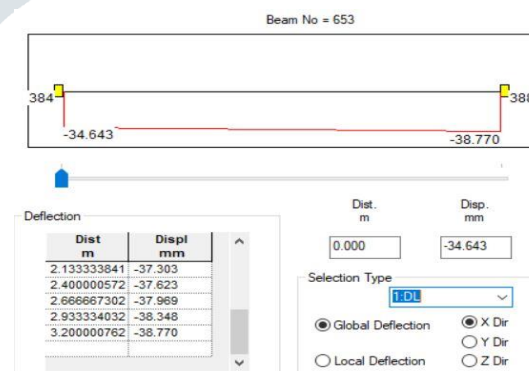 Beam No = 653
384
388
-34.643
-38.770
Deflection
Dist
m
Displ
mm
2.133333841 -37.303
2.400000572 -37.623
2.666667302 -37.969
2.933334032 -38.348
3.200000762 -38.770
Dist.
m
Disp.
mm
0.000
-34.643
Selection Type
1:DL
Global Deflection
X Dir
Y Dir
Local Deflection
Z Dir